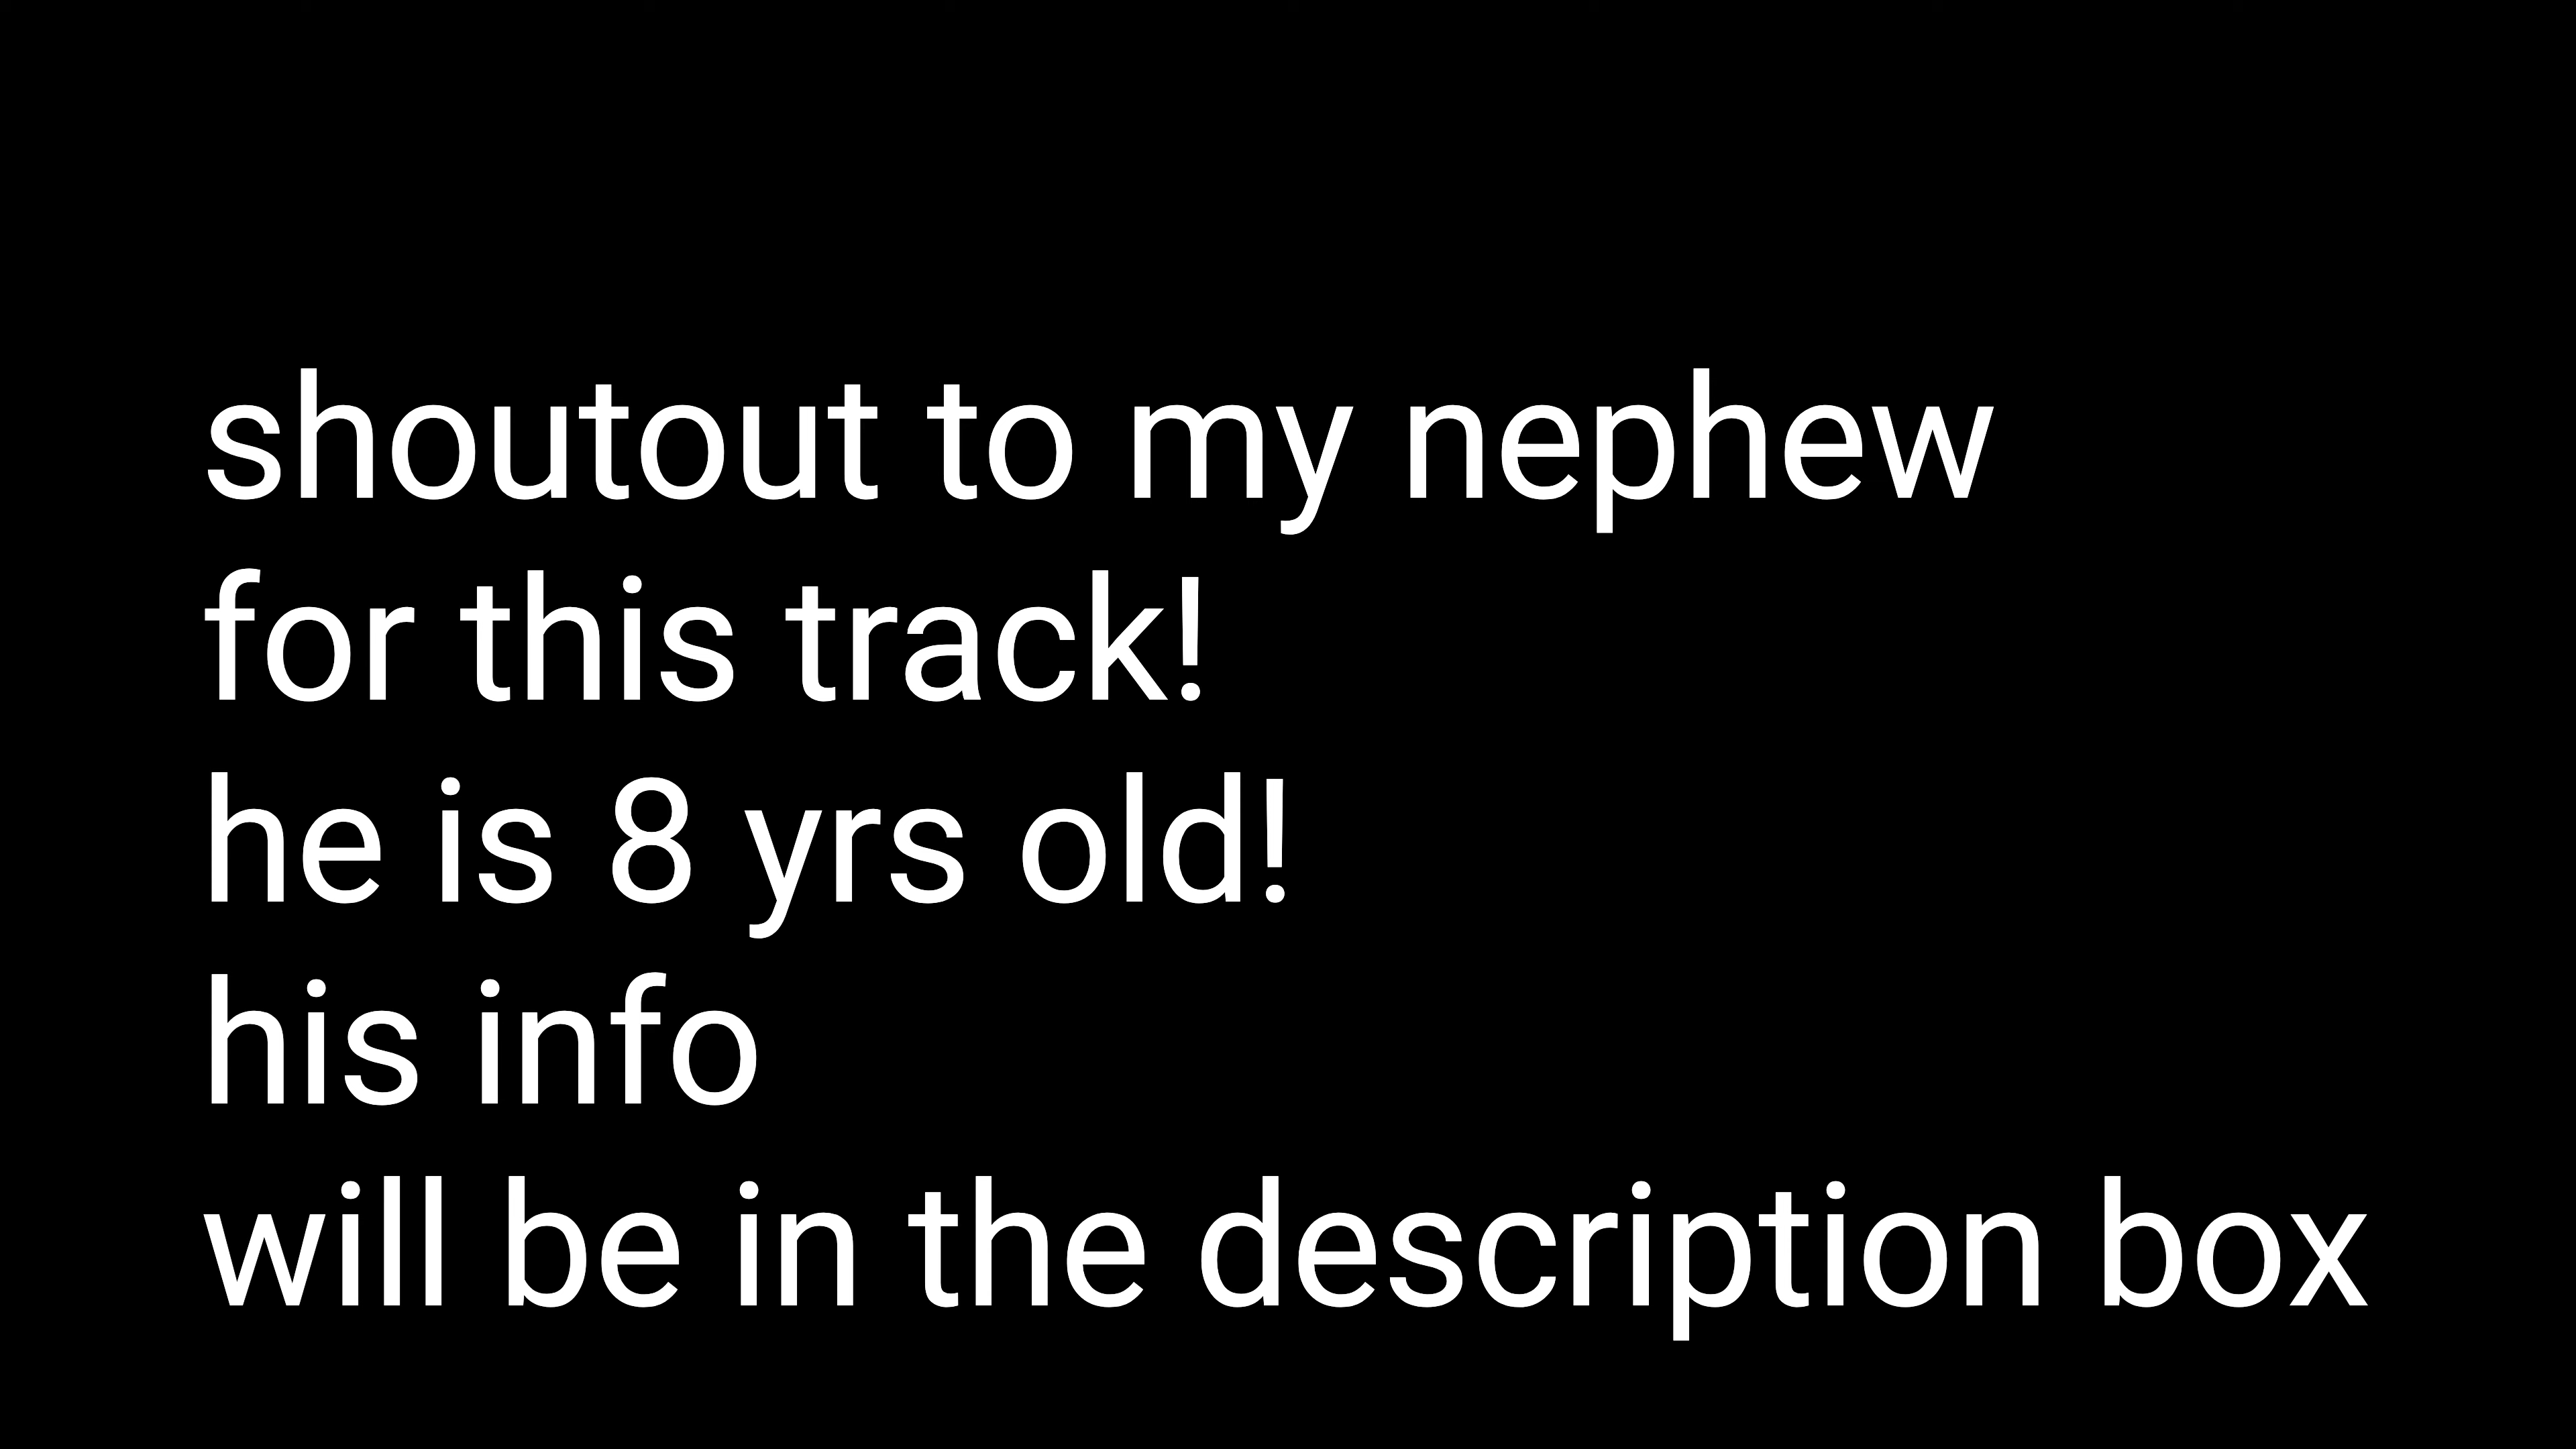 shoutout to my nephew
for this track!
he is 8 yrs old!
his info
will be in the description box